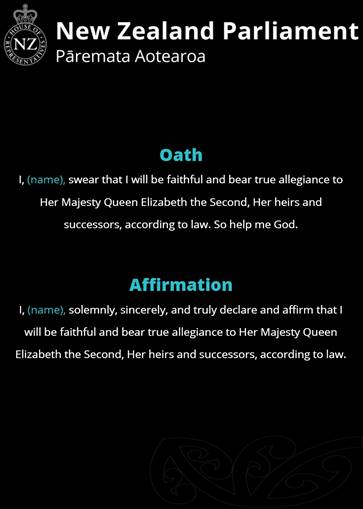 HOUSE OF
NZ
REPRESENTATIVES
New Zealand Parliament
Pāremata Aotearoa
Oath
I, (name), swear that I will be faithful and bear true allegiance to
Her Majesty Queen Elizabeth the Second, Her heirs and
successors, according to law. So help me God.
Affirmation
I, (name), solemnly, sincerely, and truly declare and affirm that I
will be faithful and bear true allegiance to Her Majesty Queen
Elizabeth the Second, Her heirs and successors, according to law.